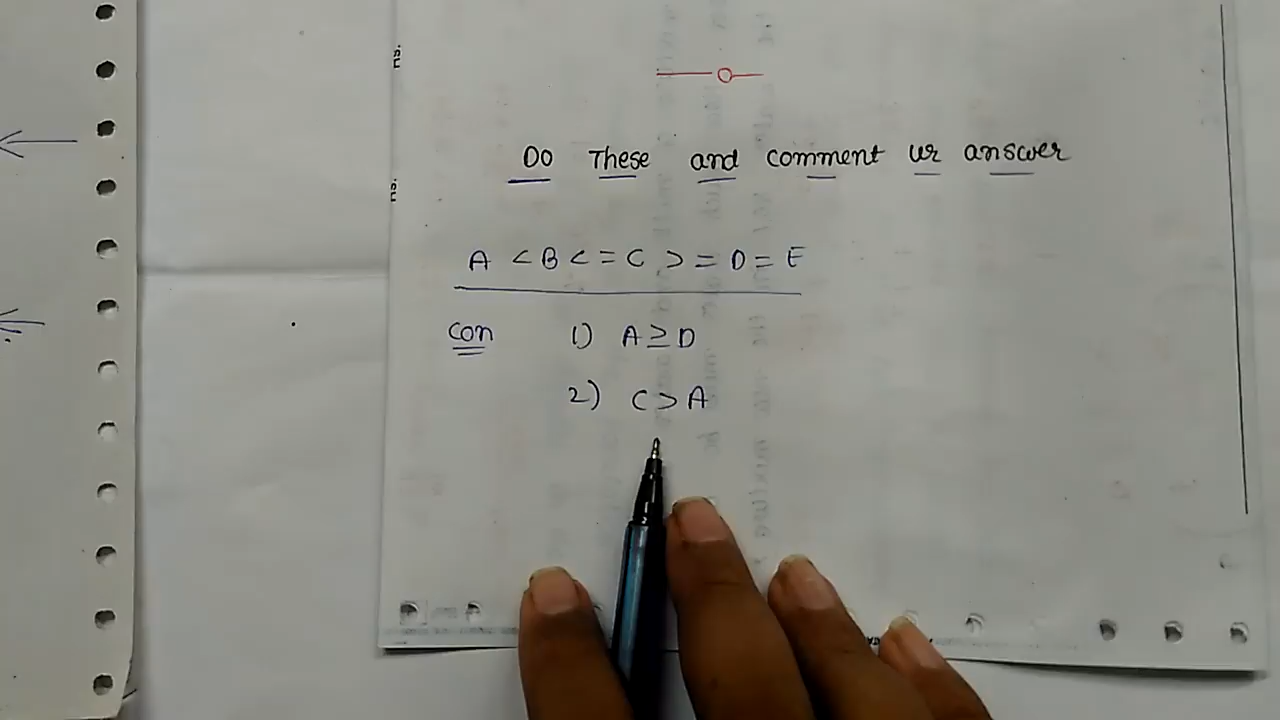 Do These and comment ur answer
A < B < = C > = D = E
Con 1) A ≥ D
2) C > A